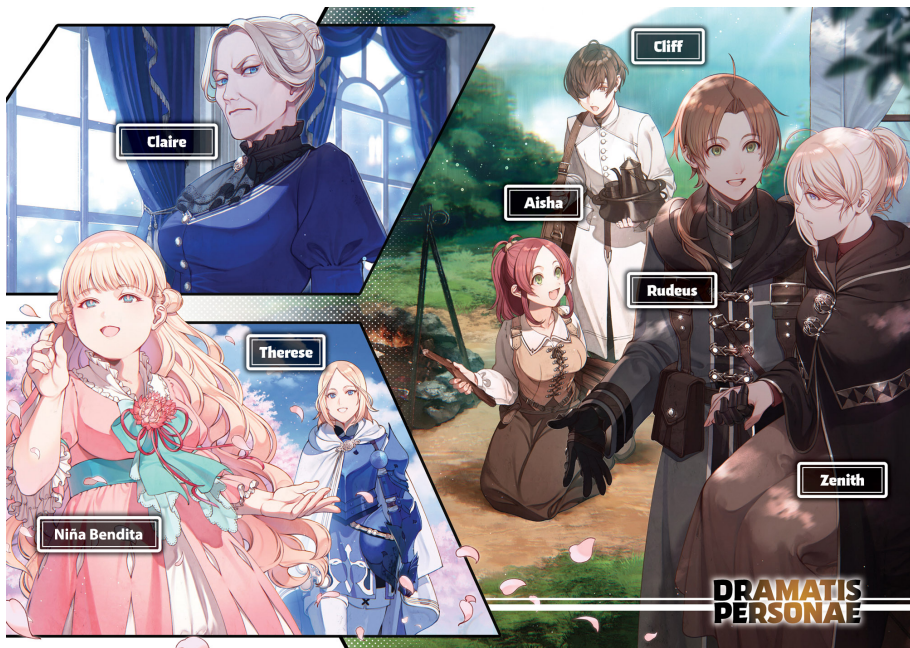 Claire
Cliff
Aisha
Rudeus
Therese
Zenith
Niña Bendita
DRAMATIS
PERSONAE